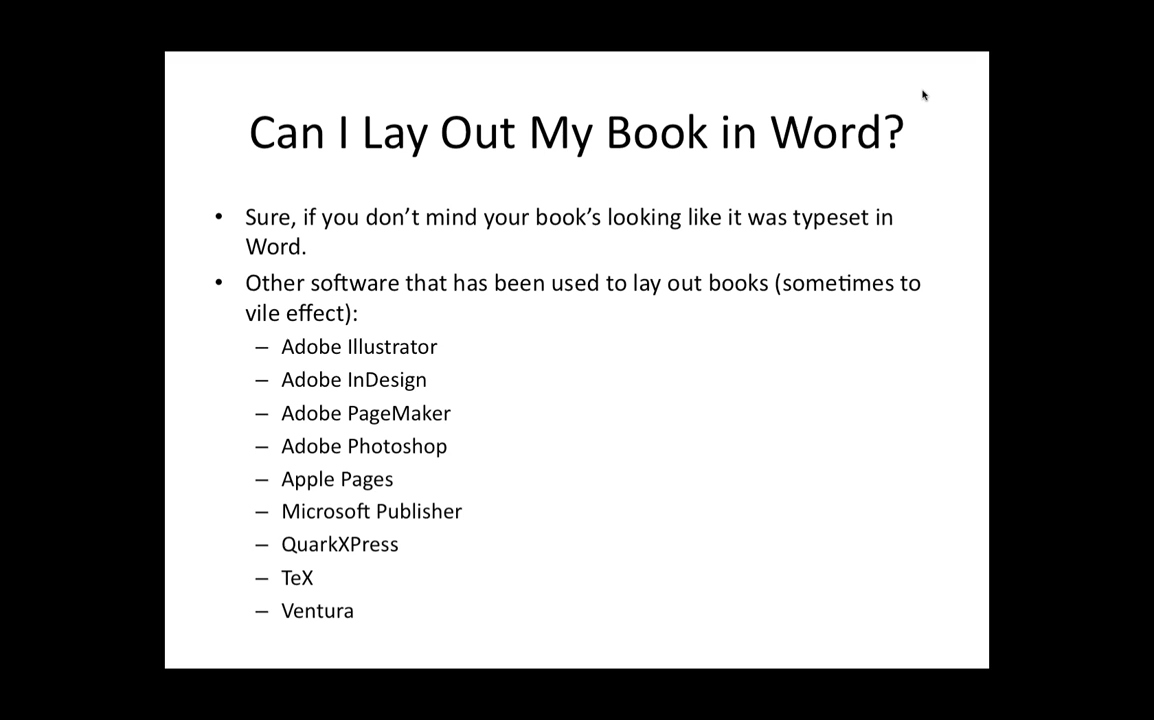 Can I Lay Out My Book in Word?
• Sure, if you don’t mind your book’s looking like it was typeset in
Word.
• Other software that has been used to lay out books (sometimes to
vile effect):
– Adobe Illustrator
– Adobe InDesign
– Adobe PageMaker
– Adobe Photoshop
– Apple Pages
– Microsoft Publisher
– QuarkXPress
– TeX
– Ventura